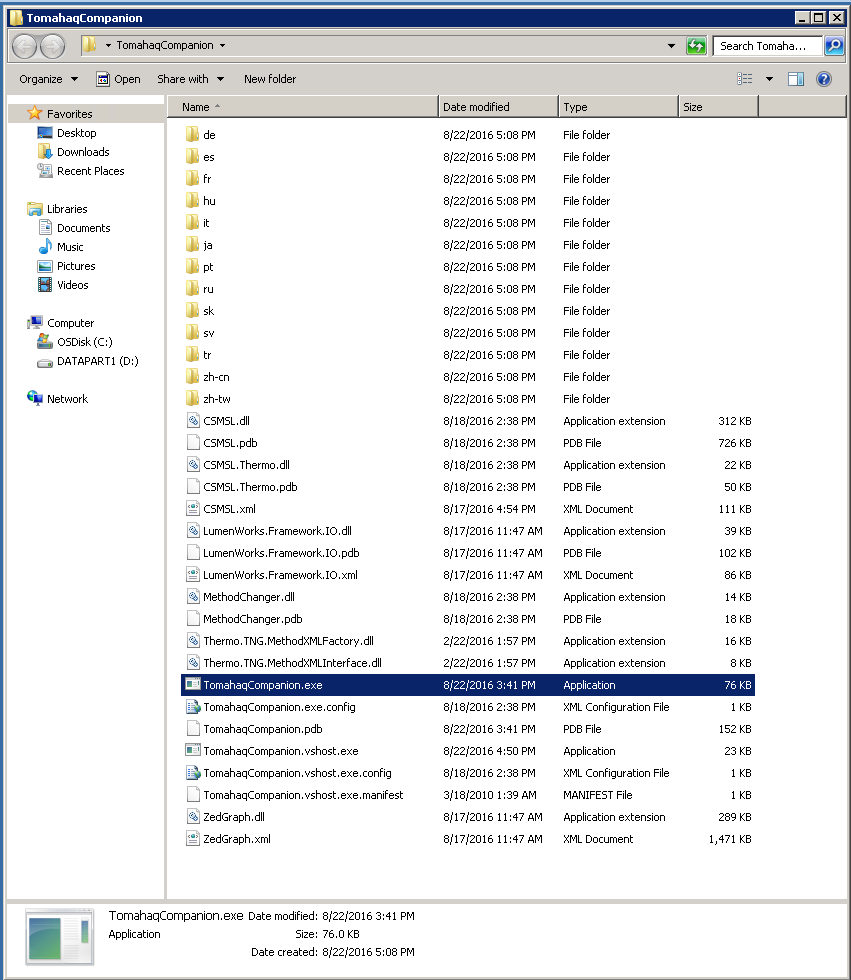 TomahaqCompanion
TomahaqCompanion
Search Tomaha...
Organize Open Share with New folder
Favorites
Desktop
Downloads
Recent Places
Libraries
Documents
Music
Pictures
Videos
Computer
OSDisk (C:)
DATAPART1 (D:)
Network
Name Date modified Type Size
de 8/22/2016 5:08 PM File folder
es 8/22/2016 5:08 PM File folder
fr 8/22/2016 5:08 PM File folder
hu 8/22/2016 5:08 PM File folder
it 8/22/2016 5:08 PM File folder
ja 8/22/2016 5:08 PM File folder
pt 8/22/2016 5:08 PM File folder
ru 8/22/2016 5:08 PM File folder
sk 8/22/2016 5:08 PM File folder
sv 8/22/2016 5:08 PM File folder
tr 8/22/2016 5:08 PM File folder
zh-cn 8/22/2016 5:08 PM File folder
zh-tw 8/22/2016 5:08 PM File folder
CSMSL.dll 8/18/2016 2:38 PM Application extension 312 KB
CSMSL.pdb 8/18/2016 2:38 PM PDB File 726 KB
CSMSL.Thermo.dll 8/18/2016 2:38 PM Application extension 22 KB
CSMSL.Thermo.pdb 8/18/2016 2:38 PM PDB File 50 KB
CSMSL.xml 8/17/2016 4:54 PM XML Document 111 KB
LumenWorks.Framework.IO.dll 8/17/2016 11:47 AM Application extension 39 KB
LumenWorks.Framework.IO.pdb 8/17/2016 11:47 AM PDB File 102 KB
LumenWorks.Framework.IO.xml 8/17/2016 11:47 AM XML Document 86 KB
MethodChanger.dll 8/18/2016 2:38 PM Application extension 14 KB
MethodChanger.pdb 8/18/2016 2:38 PM PDB File 18 KB
Thermo.TNG.MethodXMLFactory.dll 2/22/2016 1:57 PM Application extension 16 KB
Thermo.TNG.MethodXMLInterface.dll 2/22/2016 1:57 PM Application extension 8 KB
TomahaqCompanion.exe 8/22/2016 3:41 PM Application 76 KB
TomahaqCompanion.exe.config 8/18/2016 2:38 PM XML Configuration File 1 KB
TomahaqCompanion.pdb 8/22/2016 3:41 PM PDB File 152 KB
TomahaqCompanion.vshost.exe 8/22/2016 4:50 PM Application 23 KB
TomahaqCompanion.vshost.exe.config 8/18/2016 2:38 PM XML Configuration File 1 KB
TomahaqCompanion.vshost.exe.manifest 3/18/2010 1:39 AM MANIFEST File 1 KB
ZedGraph.dll 8/17/2016 11:47 AM Application extension 289 KB
ZedGraph.xml 8/17/2016 11:47 AM XML Document 1,471 KB
TomahaqCompanion.exe Date modified: 8/22/2016 3:41 PM
Application Size: 76.0 KB
Date created: 8/22/2016 5:08 PM